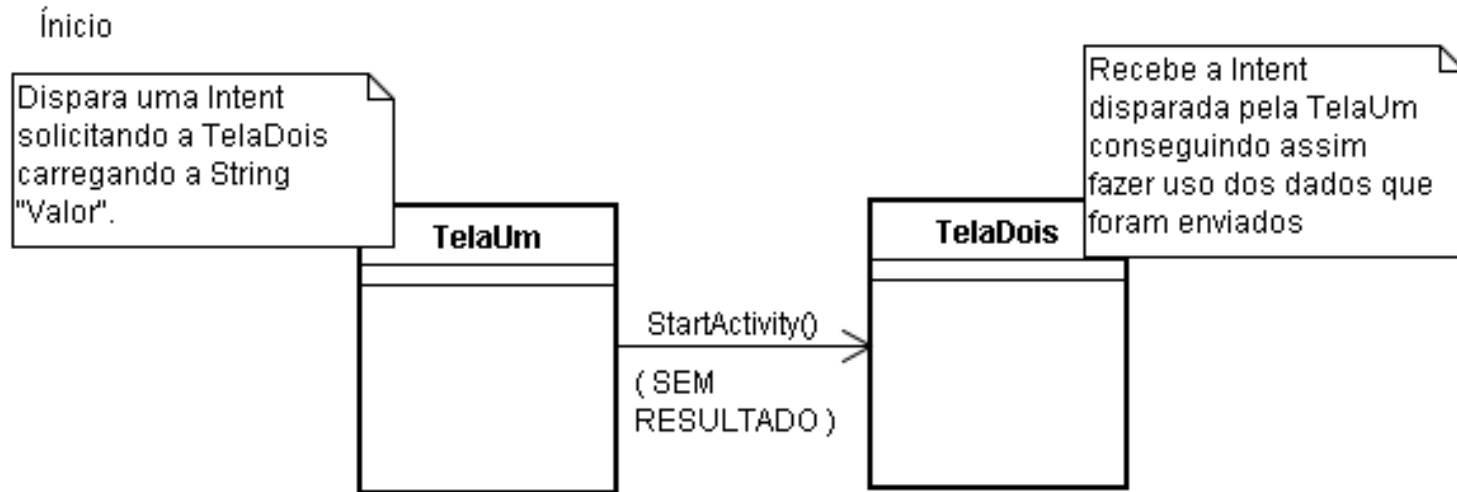 Ínicio
Dispara uma Intent
solicitando a TelaDois
carregando a String
"Valor".
TelaUm
StartActivity()
( SEM
RESULTADO )
TelaDois
Recebe a Intent
disparada pela TelaUm
conseguindo assim
fazer uso dos dados que
foram enviados